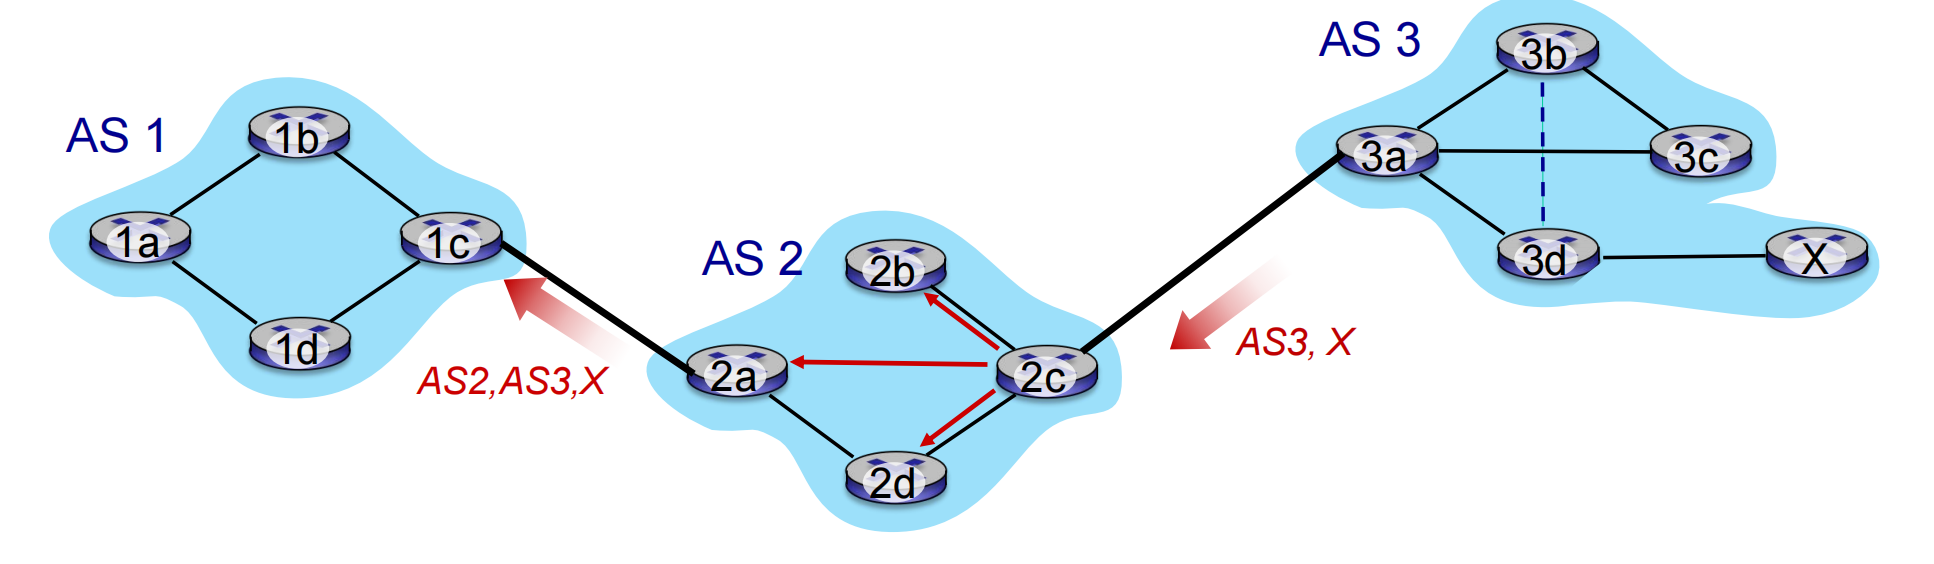 AS 1
1b
1a
1c
1d
AS2,AS3,X
AS 2
2b
2a
2c
2d
AS3, X
AS 3
3b
3a
3c
3d
X